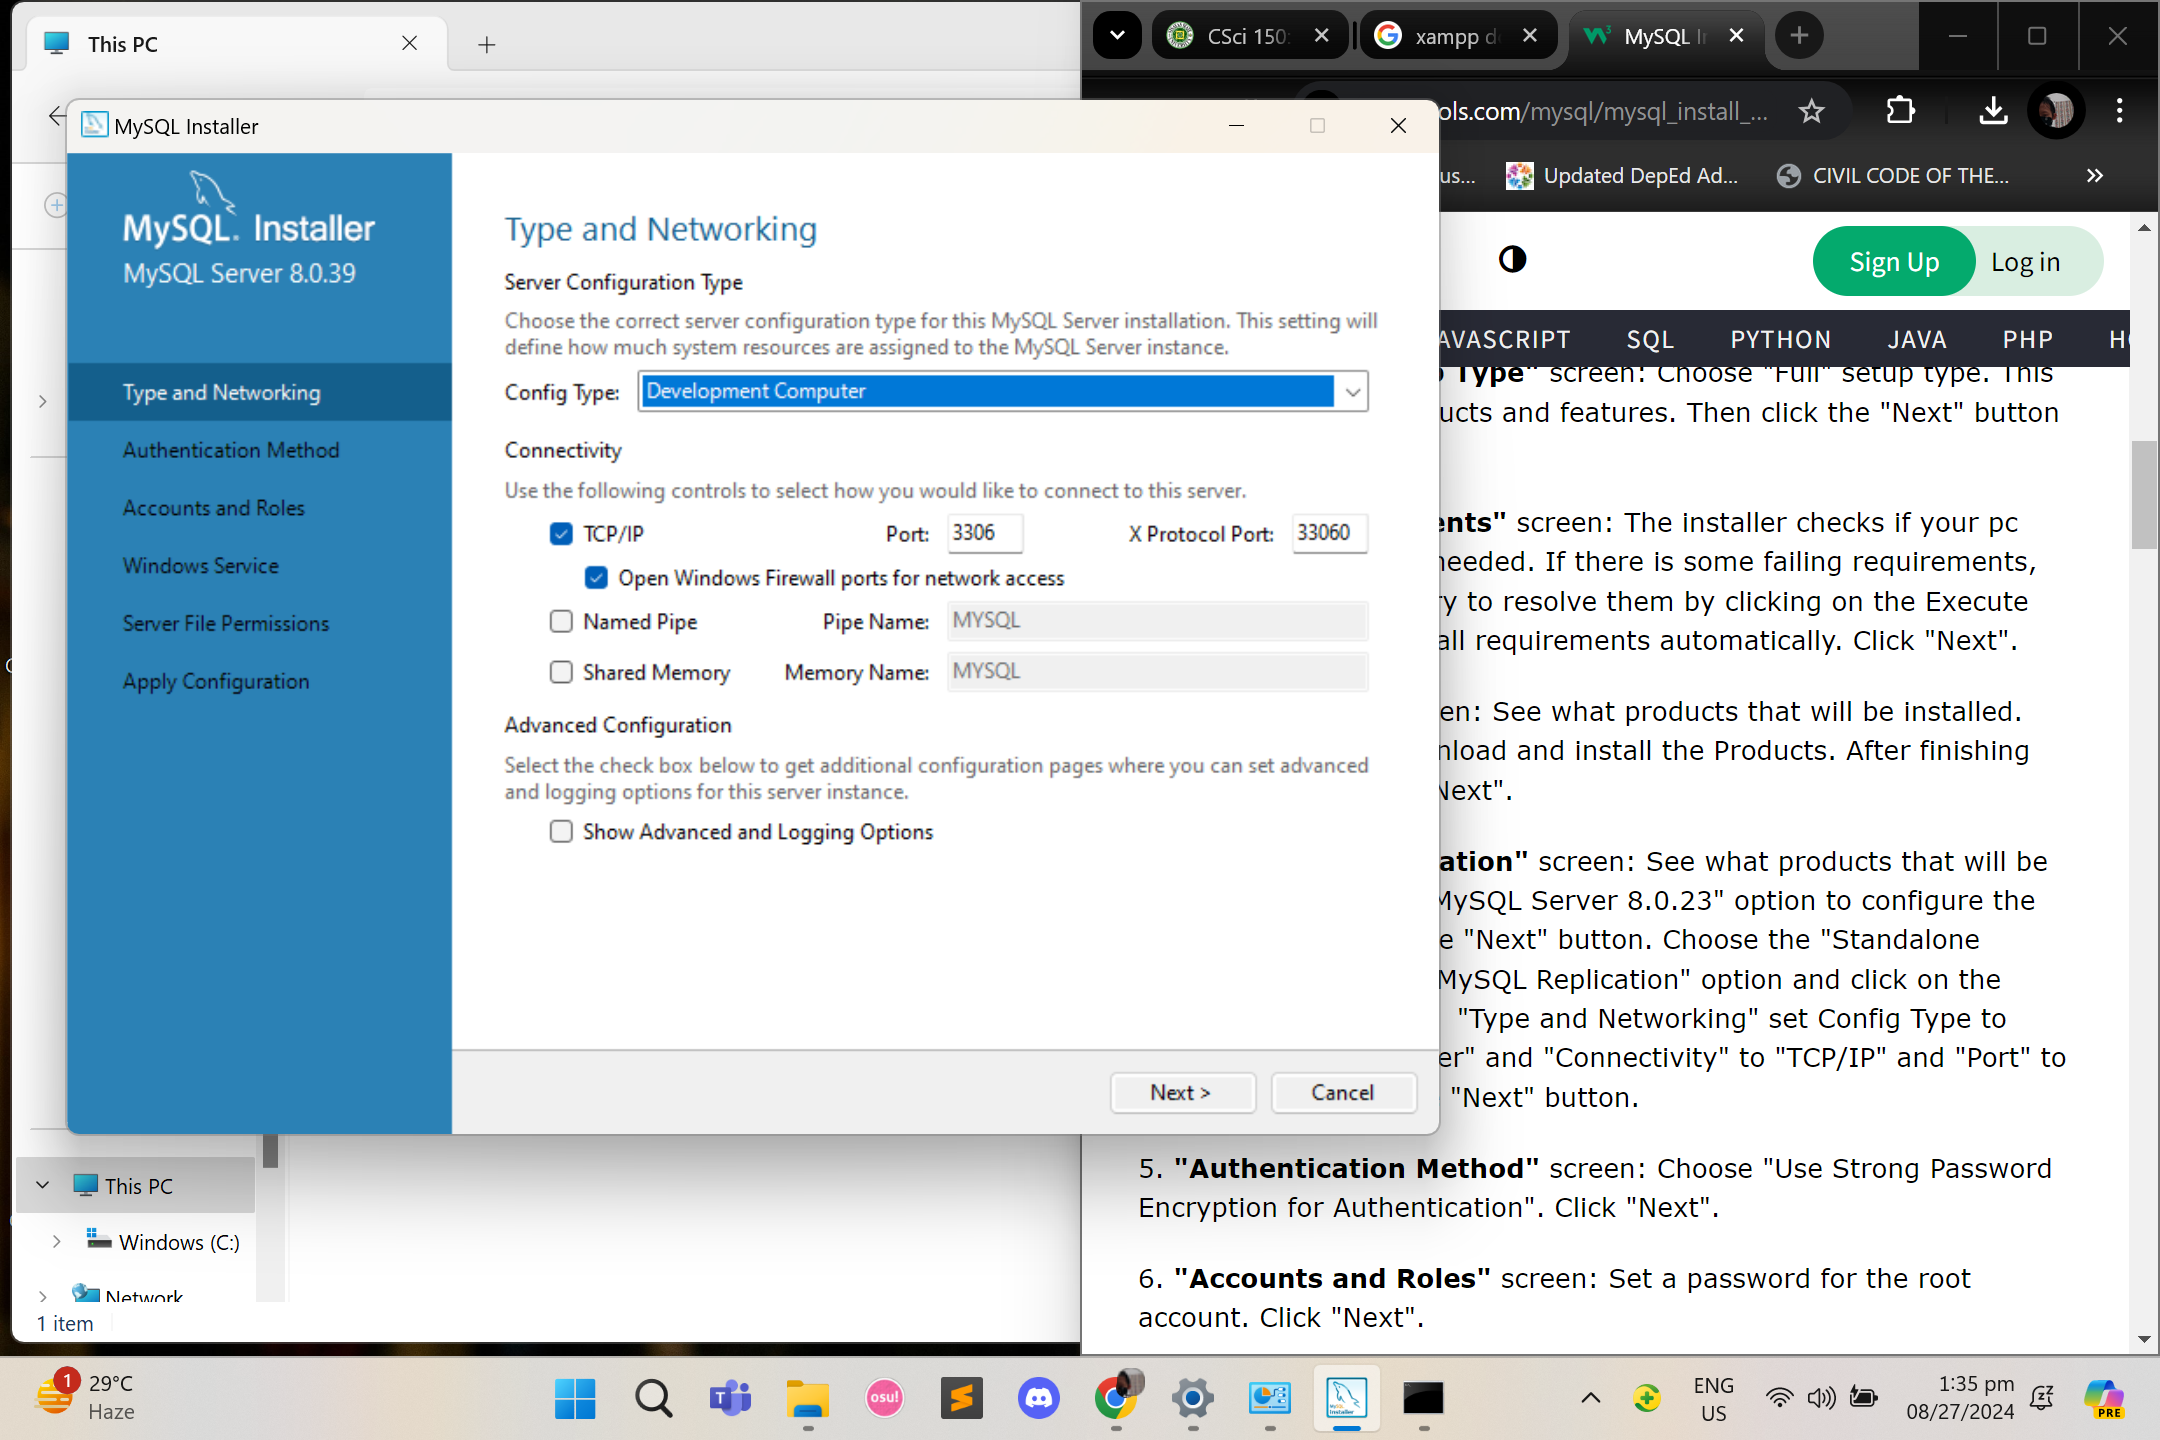 This PC
CSci 150:
xampp d
MySQL I
ols.com/mysql/mysql_install_...
us...
Updated DepEd Ad...
CIVIL CODE OF THE...
MySQL Installer
MySQL. Installer
MySQL Server 8.0.39
Type and Networking
Authentication Method
Accounts and Roles
Windows Service
Server File Permissions
Apply Configuration
Type and Networking
Server Configuration Type
Choose the correct server configuration type for this MySQL Server installation. This setting will
define how much system resources are assigned to the MySQL Server instance.
Config Type: Development Computer
Connectivity
Use the following controls to select how you would like to connect to this server.
TCP/IP Port: 3306 X Protocol Port: 33060
Open Windows Firewall ports for network access
Named Pipe Pipe Name: MYSQL
Shared Memory Memory Name: MYSQL
Advanced Configuration
Select the check box below to get additional configuration pages where you can set advanced
and logging options for this server instance.
Show Advanced and Logging Options
Next > Cancel
Sign Up Log in
AVASCRIPT SQL PYTHON JAVA PHP H
Type" screen: Choose "Full" setup type. This
ucts and features. Then click the "Next" button
ents" screen: The installer checks if your pc
needed. If there is some failing requirements,
ry to resolve them by clicking on the Execute
all requirements automatically. Click "Next".
en: See what products that will be installed.
nload and install the Products. After finishing
Next".
ation" screen: See what products that will be
MySQL Server 8.0.23" option to configure the
e "Next" button. Choose the "Standalone
MySQL Replication" option and click on the
"Type and Networking" set Config Type to
er" and "Connectivity" to "TCP/IP" and "Port" to
"Next" button.
5. "Authentication Method" screen: Choose "Use Strong Password
Encryption for Authentication". Click "Next".
6. "Accounts and Roles" screen: Set a password for the root
account. Click "Next".
This PC
Windows (C:)
Network
1 item
1
29°C
Haze
osu!
ENG
US
1:35 pm
08/27/2024
PRE